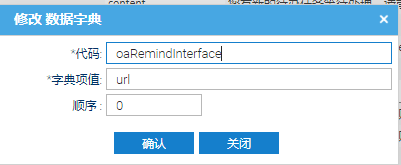 content
修改 数据字典
×
*代码: oaRemindInterface
*字典项值: url
顺序 : 0
确认 关闭